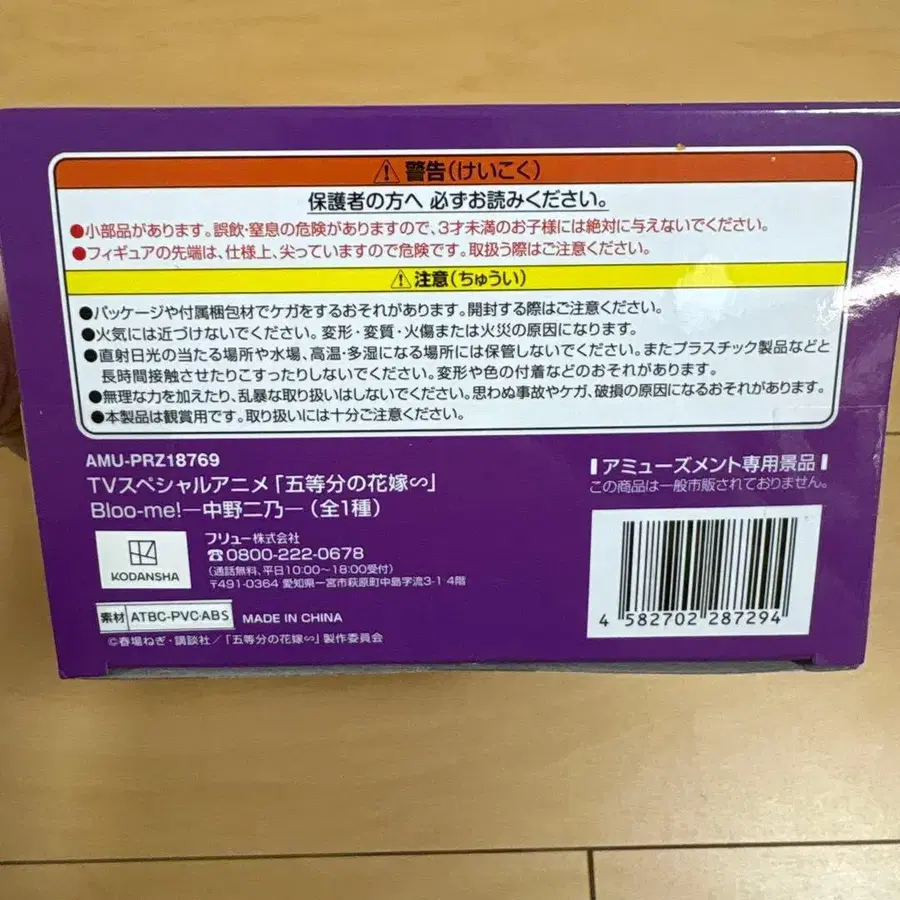 ⚠ 警告(けいこく)
保護者の方へ 必ずお読みください。
●小部品があります。誤飲・窒息の危険がありますので、3才未満のお子様には絶対に与えないでください。
●フィギュアの先端は、仕様上、尖っていますので危険です。取扱う際はご注意ください。
⚠ 注意(ちゅうい)
●パッケージや付属梱包材でケガをするおそれがあります。開封する際はご注意ください。
●火気には近づけないでください。変形・変質・火傷または火災の原因になります。
●直射日光の当たる場所や水場、高温・多湿になる場所には保管しないでください。またプラスチック製品などと
長時間接触させたりこすったりしないでください。変形や色の付着などのおそれがあります。
●無理な力を加えたり、乱暴な取り扱いはしないでください。思わぬ事故やケガ、破損の原因になるおそれがあります。
●本製品は観賞用です。取り扱いには十分ご注意ください。
AMU-PRZ18769
TVスペシャルアニメ「五等分の花嫁∽」
Bloo-me!―中野二乃―(全1種)
KODANSHA
フリュー株式会社
☎0800-222-0678
(通話無料、平日10:00~18:00受付)
〒491-0364 愛知県一宮市萩原町中島字流3-1 4階
素材 ATBC-PVC・ABS
MADE IN CHINA
©春場ねぎ・講談社/「五等分の花嫁∽」製作委員会
アミューズメント専用景品
この商品は一般市販されておりません。
4 582702 287294